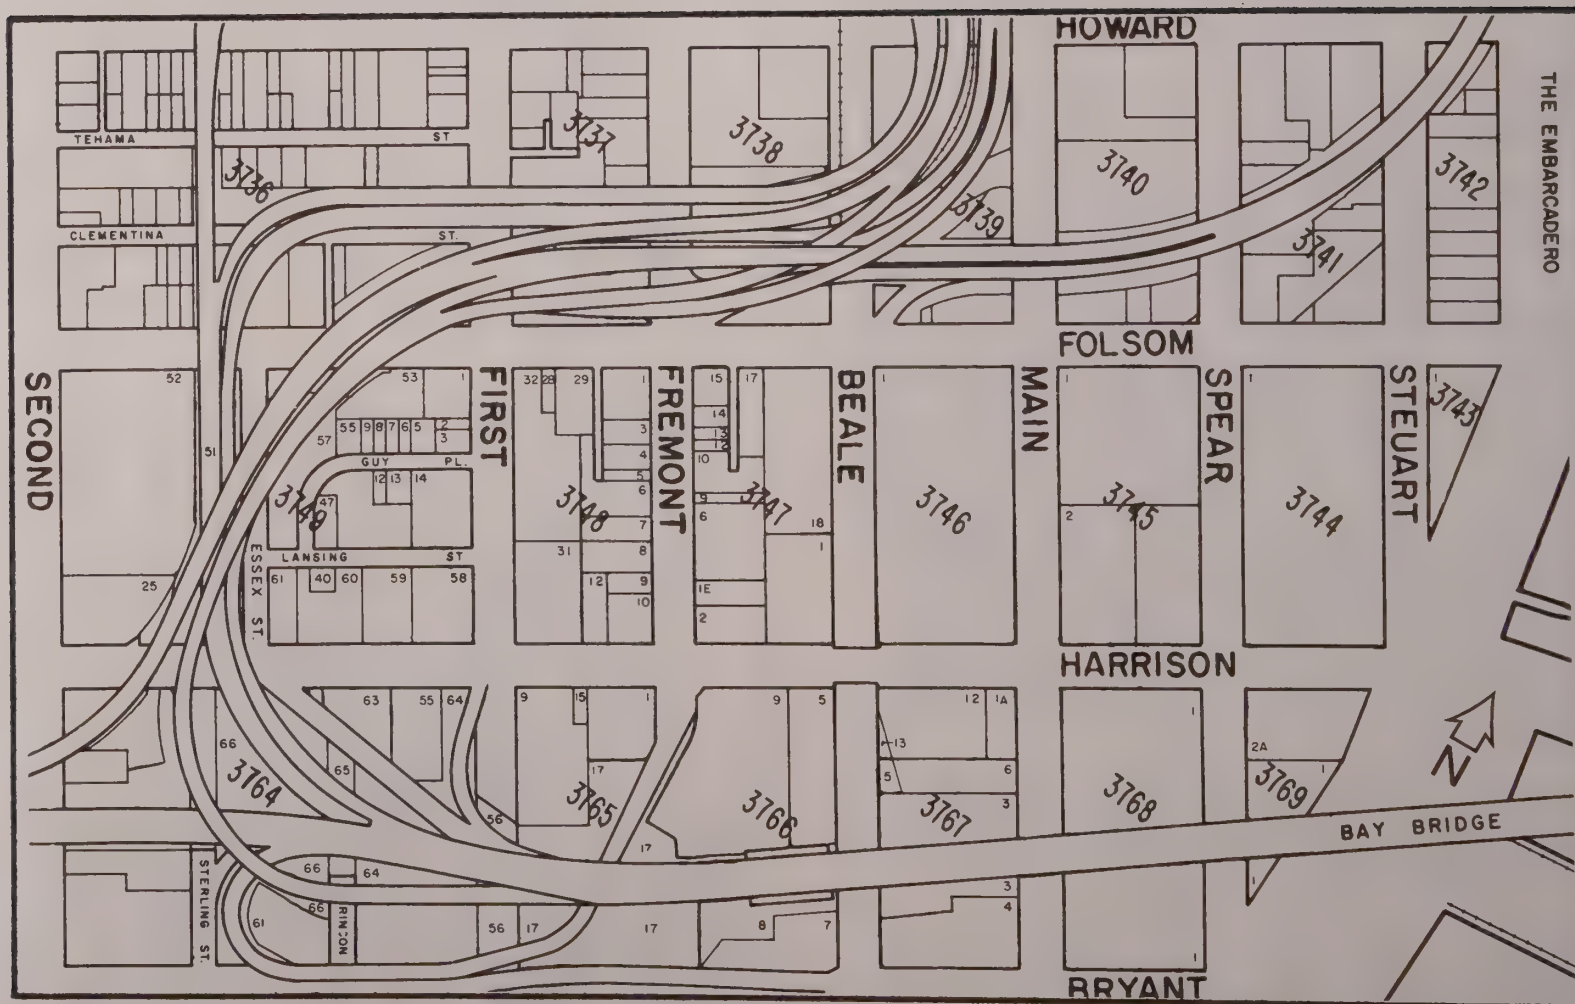 HOWARD
THE EMBARCADERO
TEHAMA ST
3737
3738
3736
3740
3742
3739
CLEMENTINA ST.
3741
FOLSOM
SECOND
52
51
53 1
55 9 8 7 6 5 2
3
57
GUY PL.
12 13 14
47
3749
LANSING ST
61 40 60 59 58
25
ESSEX ST.
FIRST
32 28 29 1
3
4
5
6
3748
7
31 8
12 9
10
FREMONT
15 17
14
13
12
10
9
3747
6
18
1
1E
2
BEALE
1
3746
MAIN
1
3745
2
SPEAR
1
3744
STEUART
1
3743
HARRISON
63 55 64
66
65
3764
56
9 15 1
17
3765
17
9 5
3766
12 1A
13
5 6
3
3767
3
4
1
3768
1
2A
1
3769
1
N
BAY BRIDGE
STERLING ST.
66 64
66
61
RINCON
56 17
17
8 7
BRYANT